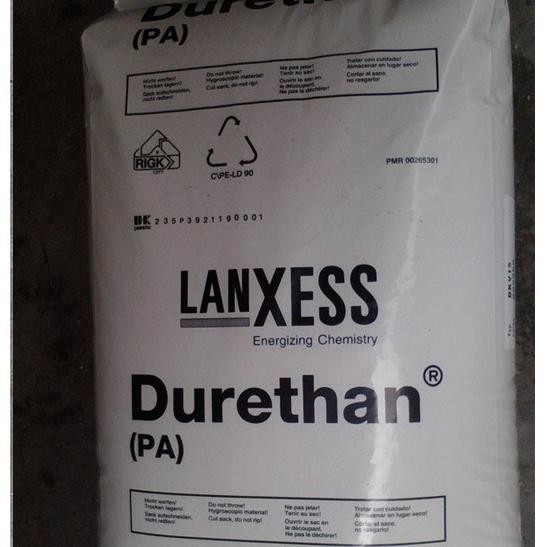 Durethan
(PA)
Nicht werfen!
Trocken lagern!
Sack aufschneiden,
nicht reißen!
Do not throw!
Hygroscopic material!
Cut sack, do not rip!
Ne pas jeter!
Tenir au sec!
Ouvrir le sac en
le découpant.
Ne pas le déchirer!
Tratar con cuidado!
Almacenar en lugar seco!
Cortar el saco,
no rasgarlo!
RIGK
1377
C\PE-LD 90
PMR 00265301
235P3921190001
LANXESS
Energizing Chemistry
Durethan®
(PA)
Nicht werfen!
Trocken lagern!
Sack aufschneiden,
nicht reißen!
Do not throw!
Hygroscopic material!
Cut sack, do not rip!
Ne pas jeter!
Tenir au sec!
Ouvrir le sac en
le découpant.
Ne pas le déchirer!
Tratar con cuidado!
Almacenar en lugar seco!
Cortar el saco,
no rasgarlo!